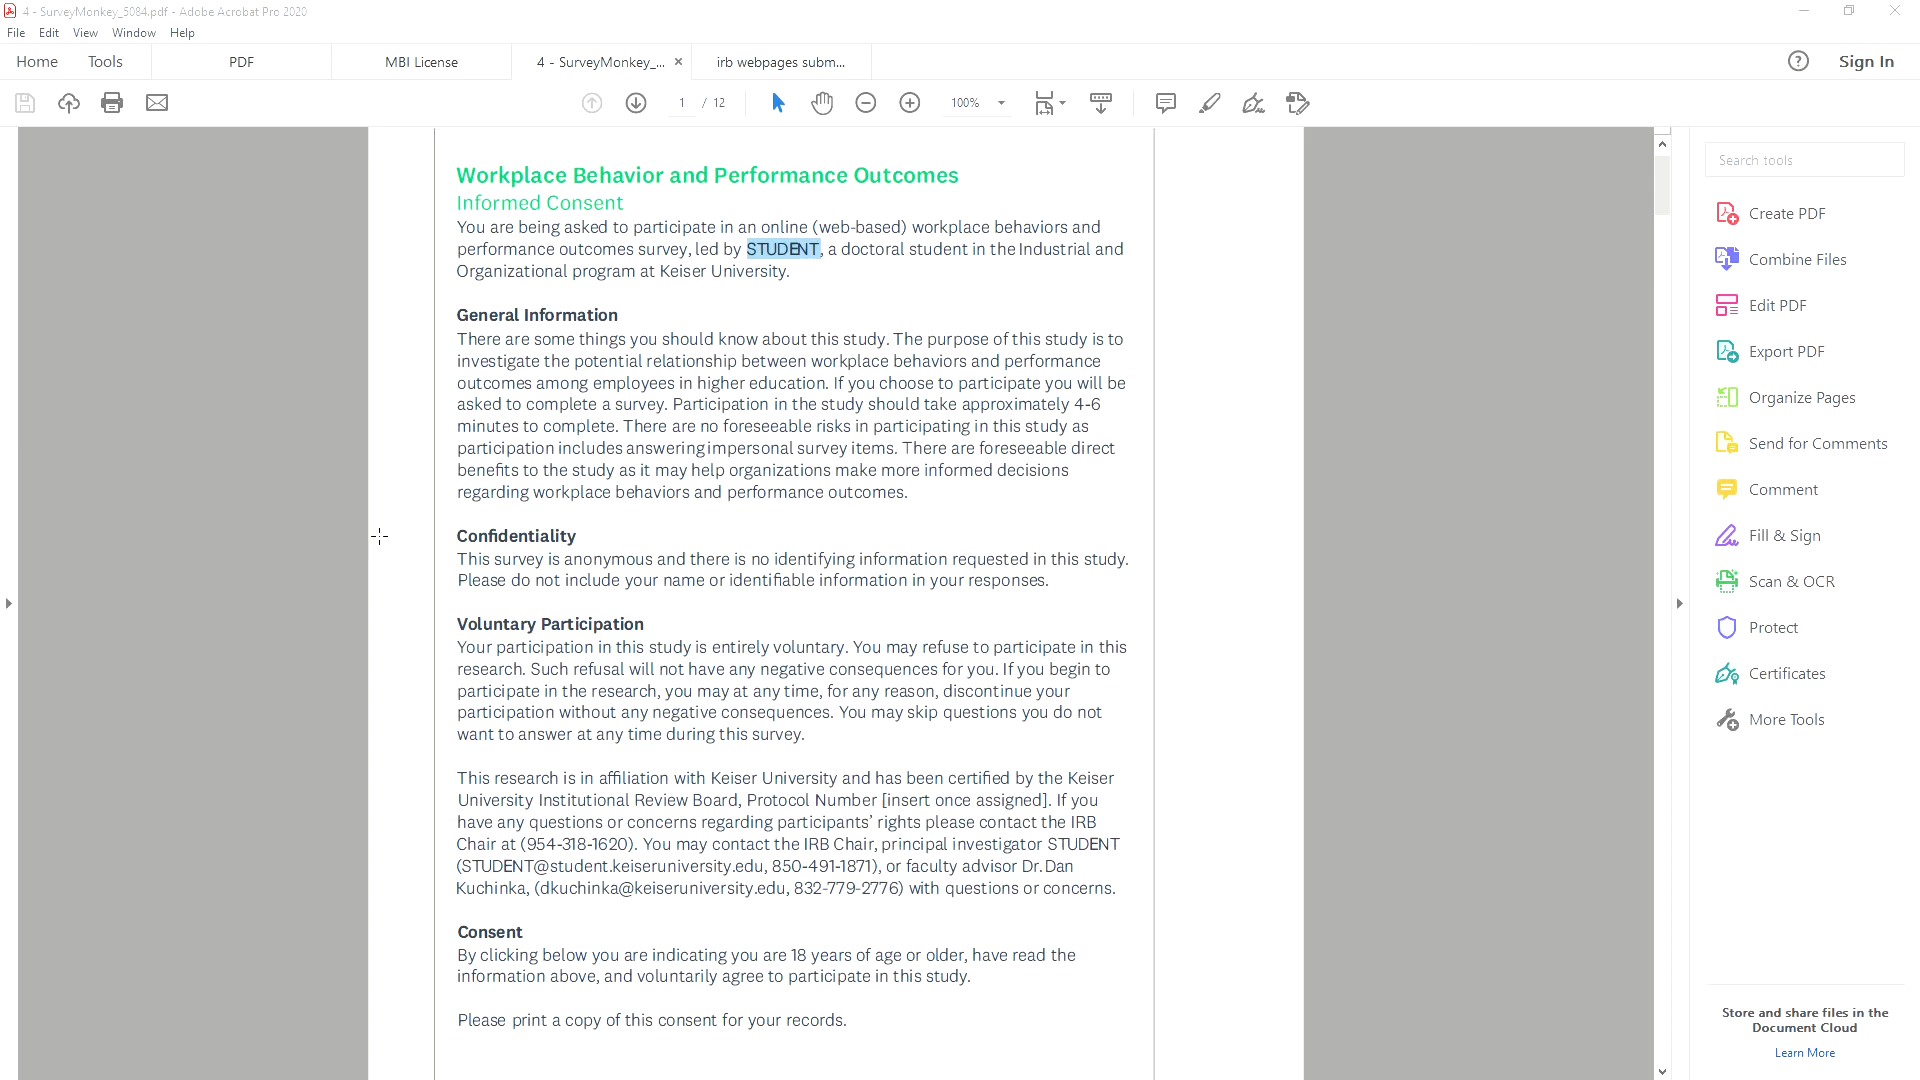 4 - SurveyMonkey_5084.pdf - Adobe Acrobat Pro 2020
File Edit View Window Help
Home Tools PDF MBI License 4 - SurveyMonkey_... × irb webpages subm... ? Sign In
1 / 12 100%
Search tools
Create PDF
Combine Files
Edit PDF
Export PDF
Organize Pages
Send for Comments
Comment
Fill & Sign
Scan & OCR
Protect
Certificates
More Tools
Store and share files in the
Document Cloud
Learn More
Workplace Behavior and Performance Outcomes
Informed Consent
You are being asked to participate in an online (web-based) workplace behaviors and
performance outcomes survey, led by STUDENT, a doctoral student in the Industrial and
Organizational program at Keiser University.
General Information
There are some things you should know about this study. The purpose of this study is to
investigate the potential relationship between workplace behaviors and performance
outcomes among employees in higher education. If you choose to participate you will be
asked to complete a survey. Participation in the study should take approximately 4-6
minutes to complete. There are no foreseeable risks in participating in this study as
participation includes answering impersonal survey items. There are foreseeable direct
benefits to the study as it may help organizations make more informed decisions
regarding workplace behaviors and performance outcomes.
Confidentiality
This survey is anonymous and there is no identifying information requested in this study.
Please do not include your name or identifiable information in your responses.
Voluntary Participation
Your participation in this study is entirely voluntary. You may refuse to participate in this
research. Such refusal will not have any negative consequences for you. If you begin to
participate in the research, you may at any time, for any reason, discontinue your
participation without any negative consequences. You may skip questions you do not
want to answer at any time during this survey.
This research is in affiliation with Keiser University and has been certified by the Keiser
University Institutional Review Board, Protocol Number [insert once assigned]. If you
have any questions or concerns regarding participants’ rights please contact the IRB
Chair at (954-318-1620). You may contact the IRB Chair, principal investigator STUDENT
(STUDENT@student.keiseruniversity.edu, 850-491-1871), or faculty advisor Dr. Dan
Kuchinka, (dkuchinka@keiseruniversity.edu, 832-779-2776) with questions or concerns.
Consent
By clicking below you are indicating you are 18 years of age or older, have read the
information above, and voluntarily agree to participate in this study.
Please print a copy of this consent for your records.